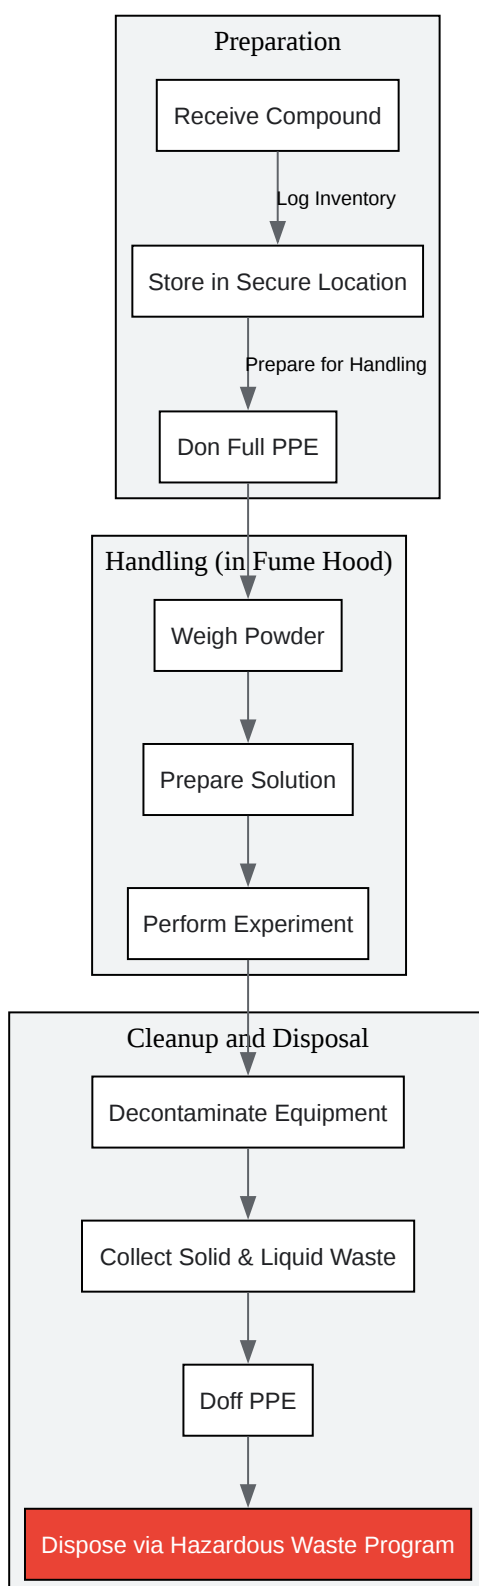 Preparation
Receive Compound
Log Inventory
Store in Secure Location
Prepare for Handling
Don Full PPE
Handling (in Fume Hood)
Weigh Powder
Prepare Solution
Perform Experiment
Cleanup and Disposal
Decontaminate Equipment
Collect Solid & Liquid Waste
Doff PPE
Dispose via Hazardous Waste Program